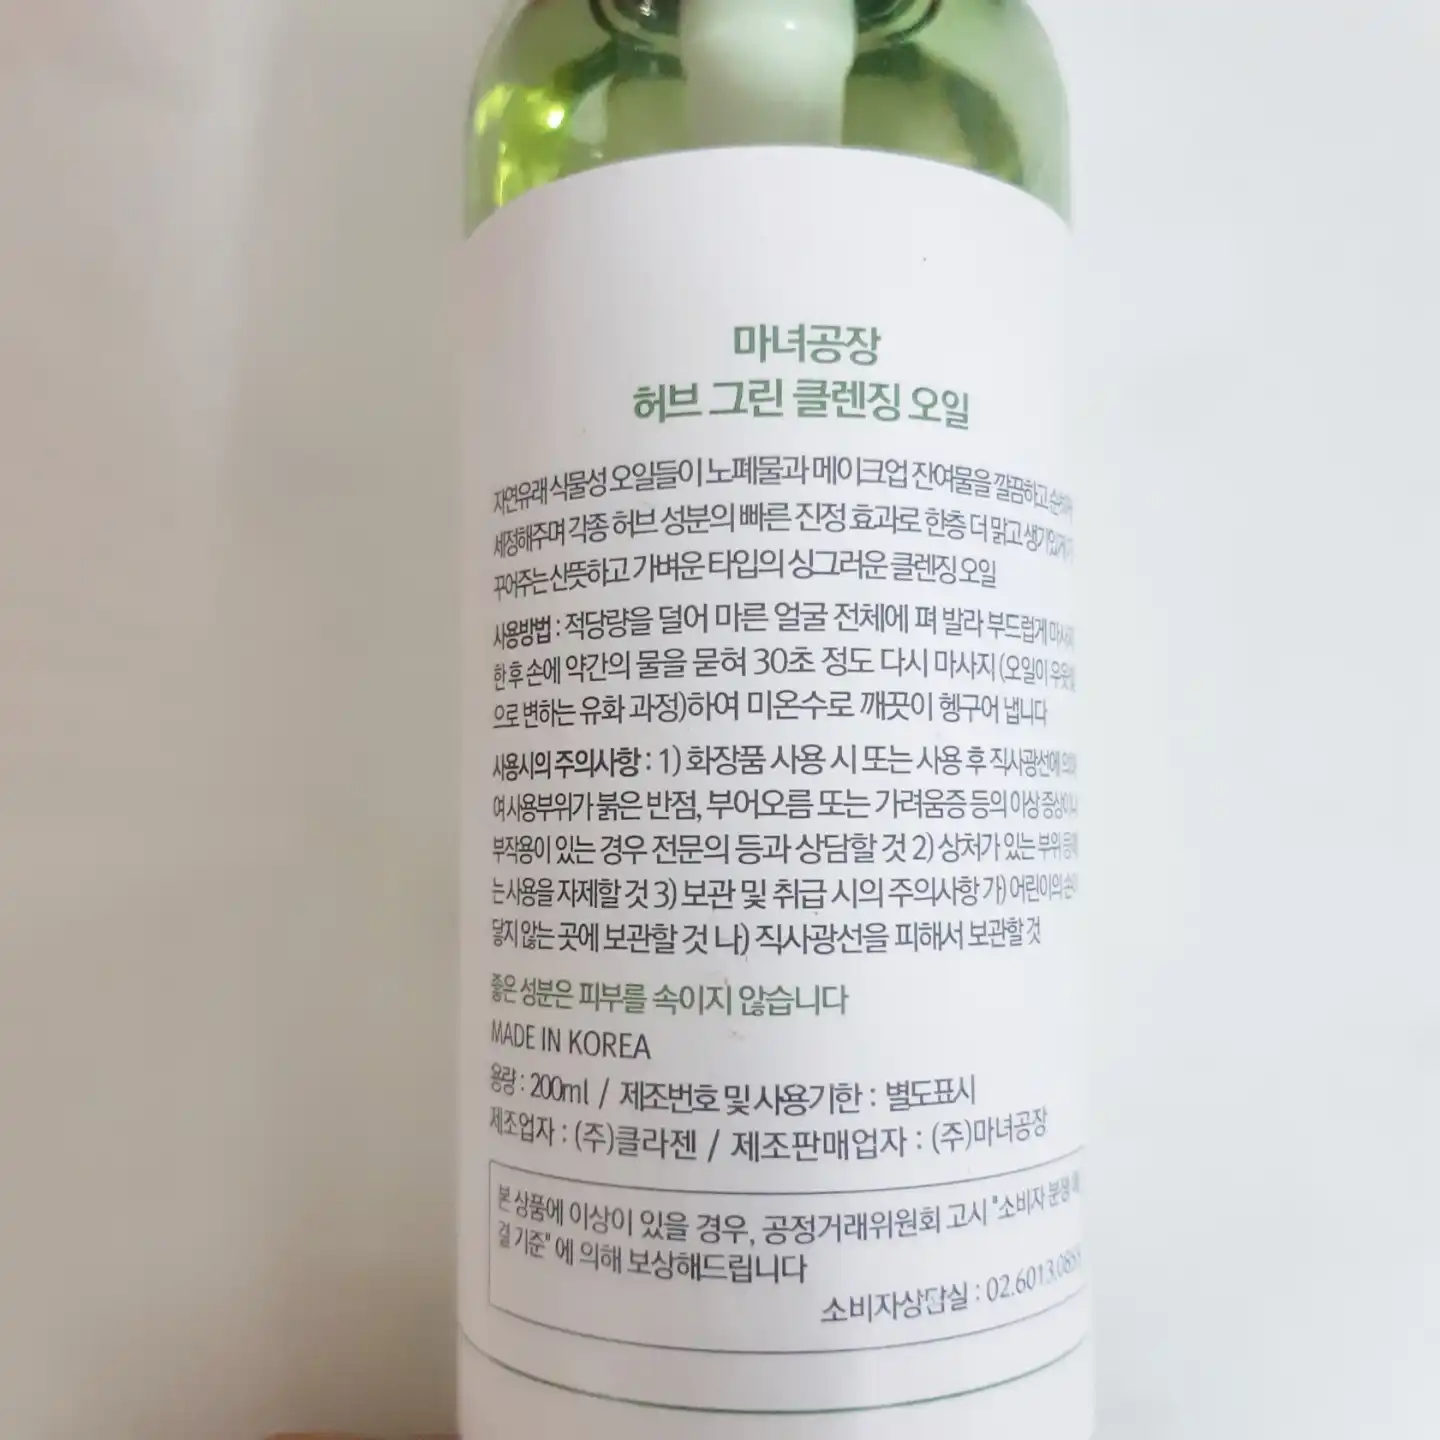 마녀공장
허브 그린 클렌징 오일
자연유래 식물성 오일들이 노폐물과 메이크업 잔여물을 깔끔하고
세정해주며 각종 허브 성분의 빠른 진정 효과로 한층 더 맑고 생기있게
꾸어주는 산뜻하고 가벼운 타입의 싱그러운 클렌징 오일
사용방법 : 적당량을 덜어 마른 얼굴 전체에 펴 발라 부드럽게
한 후 손에 약간의 물을 묻혀 30초 정도 다시 마사지 (오일이
으로 변하는 유화 과정)하여 미온수로 깨끗이 헹구어 냅니다
사용시의 주의사항 : 1) 화장품 사용 시 또는 사용 후 직사광선에
여 사용부위가 붉은 반점, 부어오름 또는 가려움증 등의 이상
부작용이 있는 경우 전문의 등과 상담할 것 2) 상처가 있는 부위
는 사용을 자제할 것 3) 보관 및 취급 시의 주의사항 가) 어린이의
닿지 않는 곳에 보관할 것 나) 직사광선을 피해서 보관할 것
좋은 성분은 피부를 속이지 않습니다
MADE IN KOREA
용량 : 200ml / 제조번호 및 사용기한 : 별도표시
제조업자 : (주)클라젠 / 제조판매업자 : (주)마녀공장
본 상품에 이상이 있을 경우, 공정거래위원회 고시 "소비자 분쟁
결 기준" 에 의해 보상해드립니다
소비자상담실 :